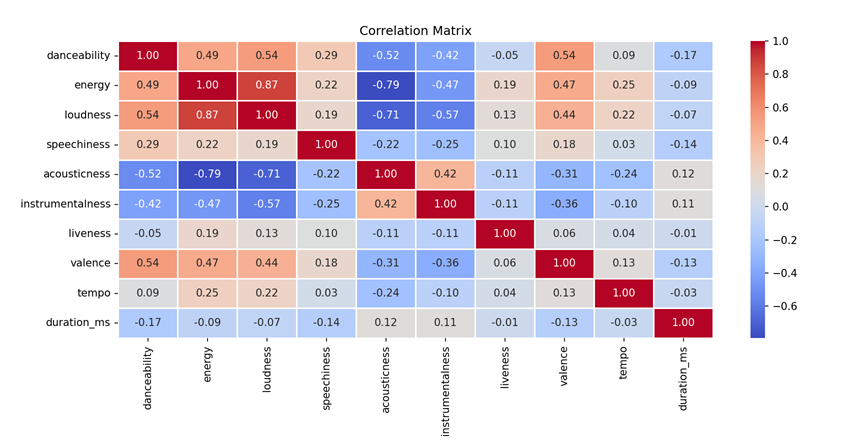 Correlation Matrix
danceability 1.00 0.49 0.54 0.29 -0.52 -0.42 -0.05 0.54 0.09 -0.17
energy 0.49 1.00 0.87 0.22 -0.79 -0.47 0.19 0.47 0.25 -0.09
loudness 0.54 0.87 1.00 0.19 -0.71 -0.57 0.13 0.44 0.22 -0.07
speechiness 0.29 0.22 0.19 1.00 -0.22 -0.25 0.10 0.18 0.03 -0.14
acousticness -0.52 -0.79 -0.71 -0.22 1.00 0.42 -0.11 -0.31 -0.24 0.12
instrumentalness -0.42 -0.47 -0.57 -0.25 0.42 1.00 -0.11 -0.36 -0.10 0.11
liveness -0.05 0.19 0.13 0.10 -0.11 -0.11 1.00 0.06 0.04 -0.01
valence 0.54 0.47 0.44 0.18 -0.31 -0.36 0.06 1.00 0.13 -0.13
tempo 0.09 0.25 0.22 0.03 -0.24 -0.10 0.04 0.13 1.00 -0.03
duration_ms -0.17 -0.09 -0.07 -0.14 0.12 0.11 -0.01 -0.13 -0.03 1.00
danceability
energy
loudness
speechiness
acousticness
instrumentalness
liveness
valence
tempo
duration_ms
1.0
0.8
0.6
0.4
0.2
0.0
−0.2
−0.4
−0.6